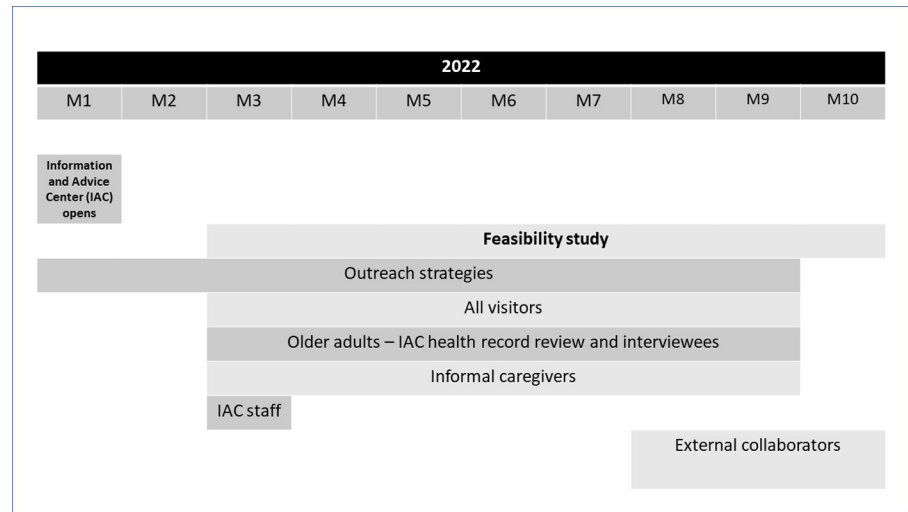 2022
M1 M2 M3 M4 M5 M6 M7 M8 M9 M10
Information
and Advice
Center (IAC)
opens
Feasibility study
Outreach strategies
All visitors
Older adults – IAC health record review and interviewees
Informal caregivers
IAC staff
External collaborators